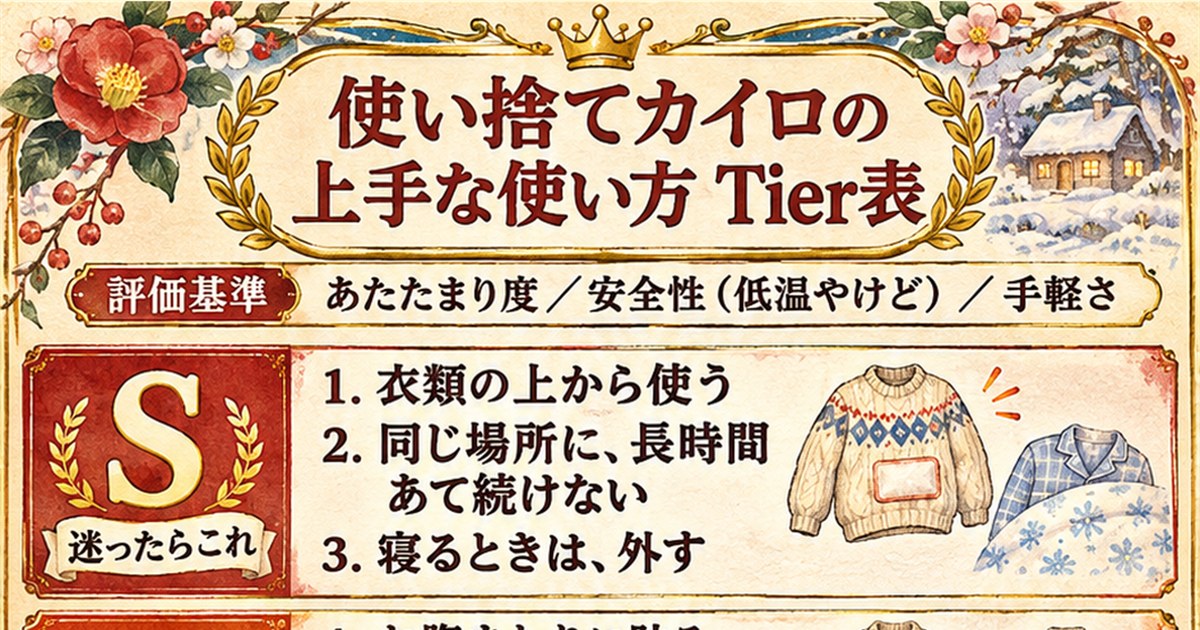 使い捨てカイロの
上手な使い方 Tier表
評価基準 あたたまり度／安全性（低温やけど）／手軽さ
S
迷ったらこれ
1. 衣類の上から使う
2. 同じ場所に、長時間
あて続けない
3. 寝るときは、外す